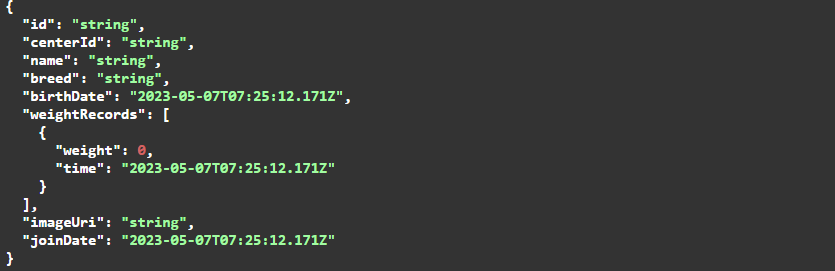 {
  "id": "string",
  "centerId": "string",
  "name": "string",
  "breed": "string",
  "birthDate": "2023-05-07T07:25:12.171Z",
  "weightRecords": [
    {
      "weight": 0,
      "time": "2023-05-07T07:25:12.171Z"
    }
  ],
  "imageUri": "string",
  "joinDate": "2023-05-07T07:25:12.171Z"
}